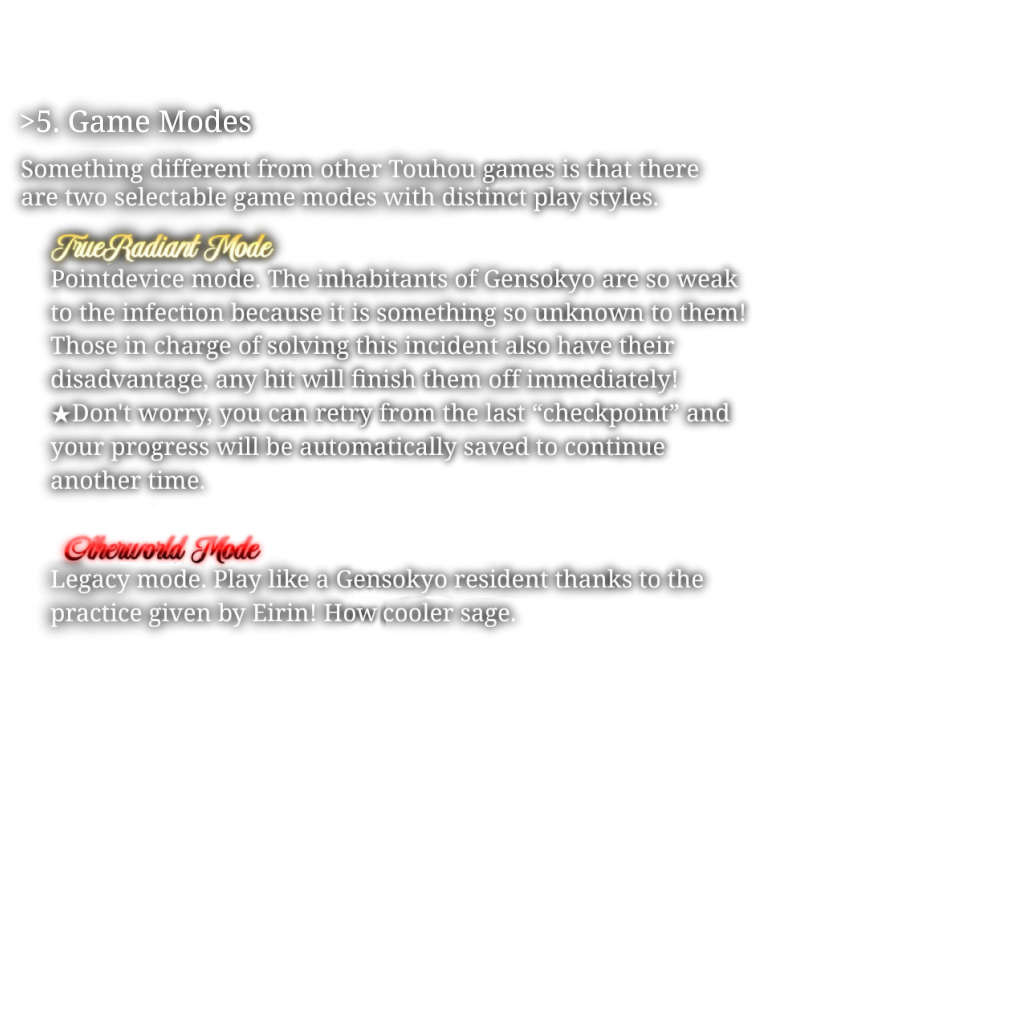 >5. Game Modes
Something different from other Touhou games is that there
are two selectable game modes with distinct play styles.
TrueRadiant Mode
Pointdevice mode. The inhabitants of Gensokyo are so weak
to the infection because it is something so unknown to them!
Those in charge of solving this incident also have their
disadvantage, any hit will finish them off immediately!
★Don't worry, you can retry from the last “checkpoint” and
your progress will be automatically saved to continue
another time.
Otherworld Mode
Legacy mode. Play like a Gensokyo resident thanks to the
practice given by Eirin! How cooler sage.